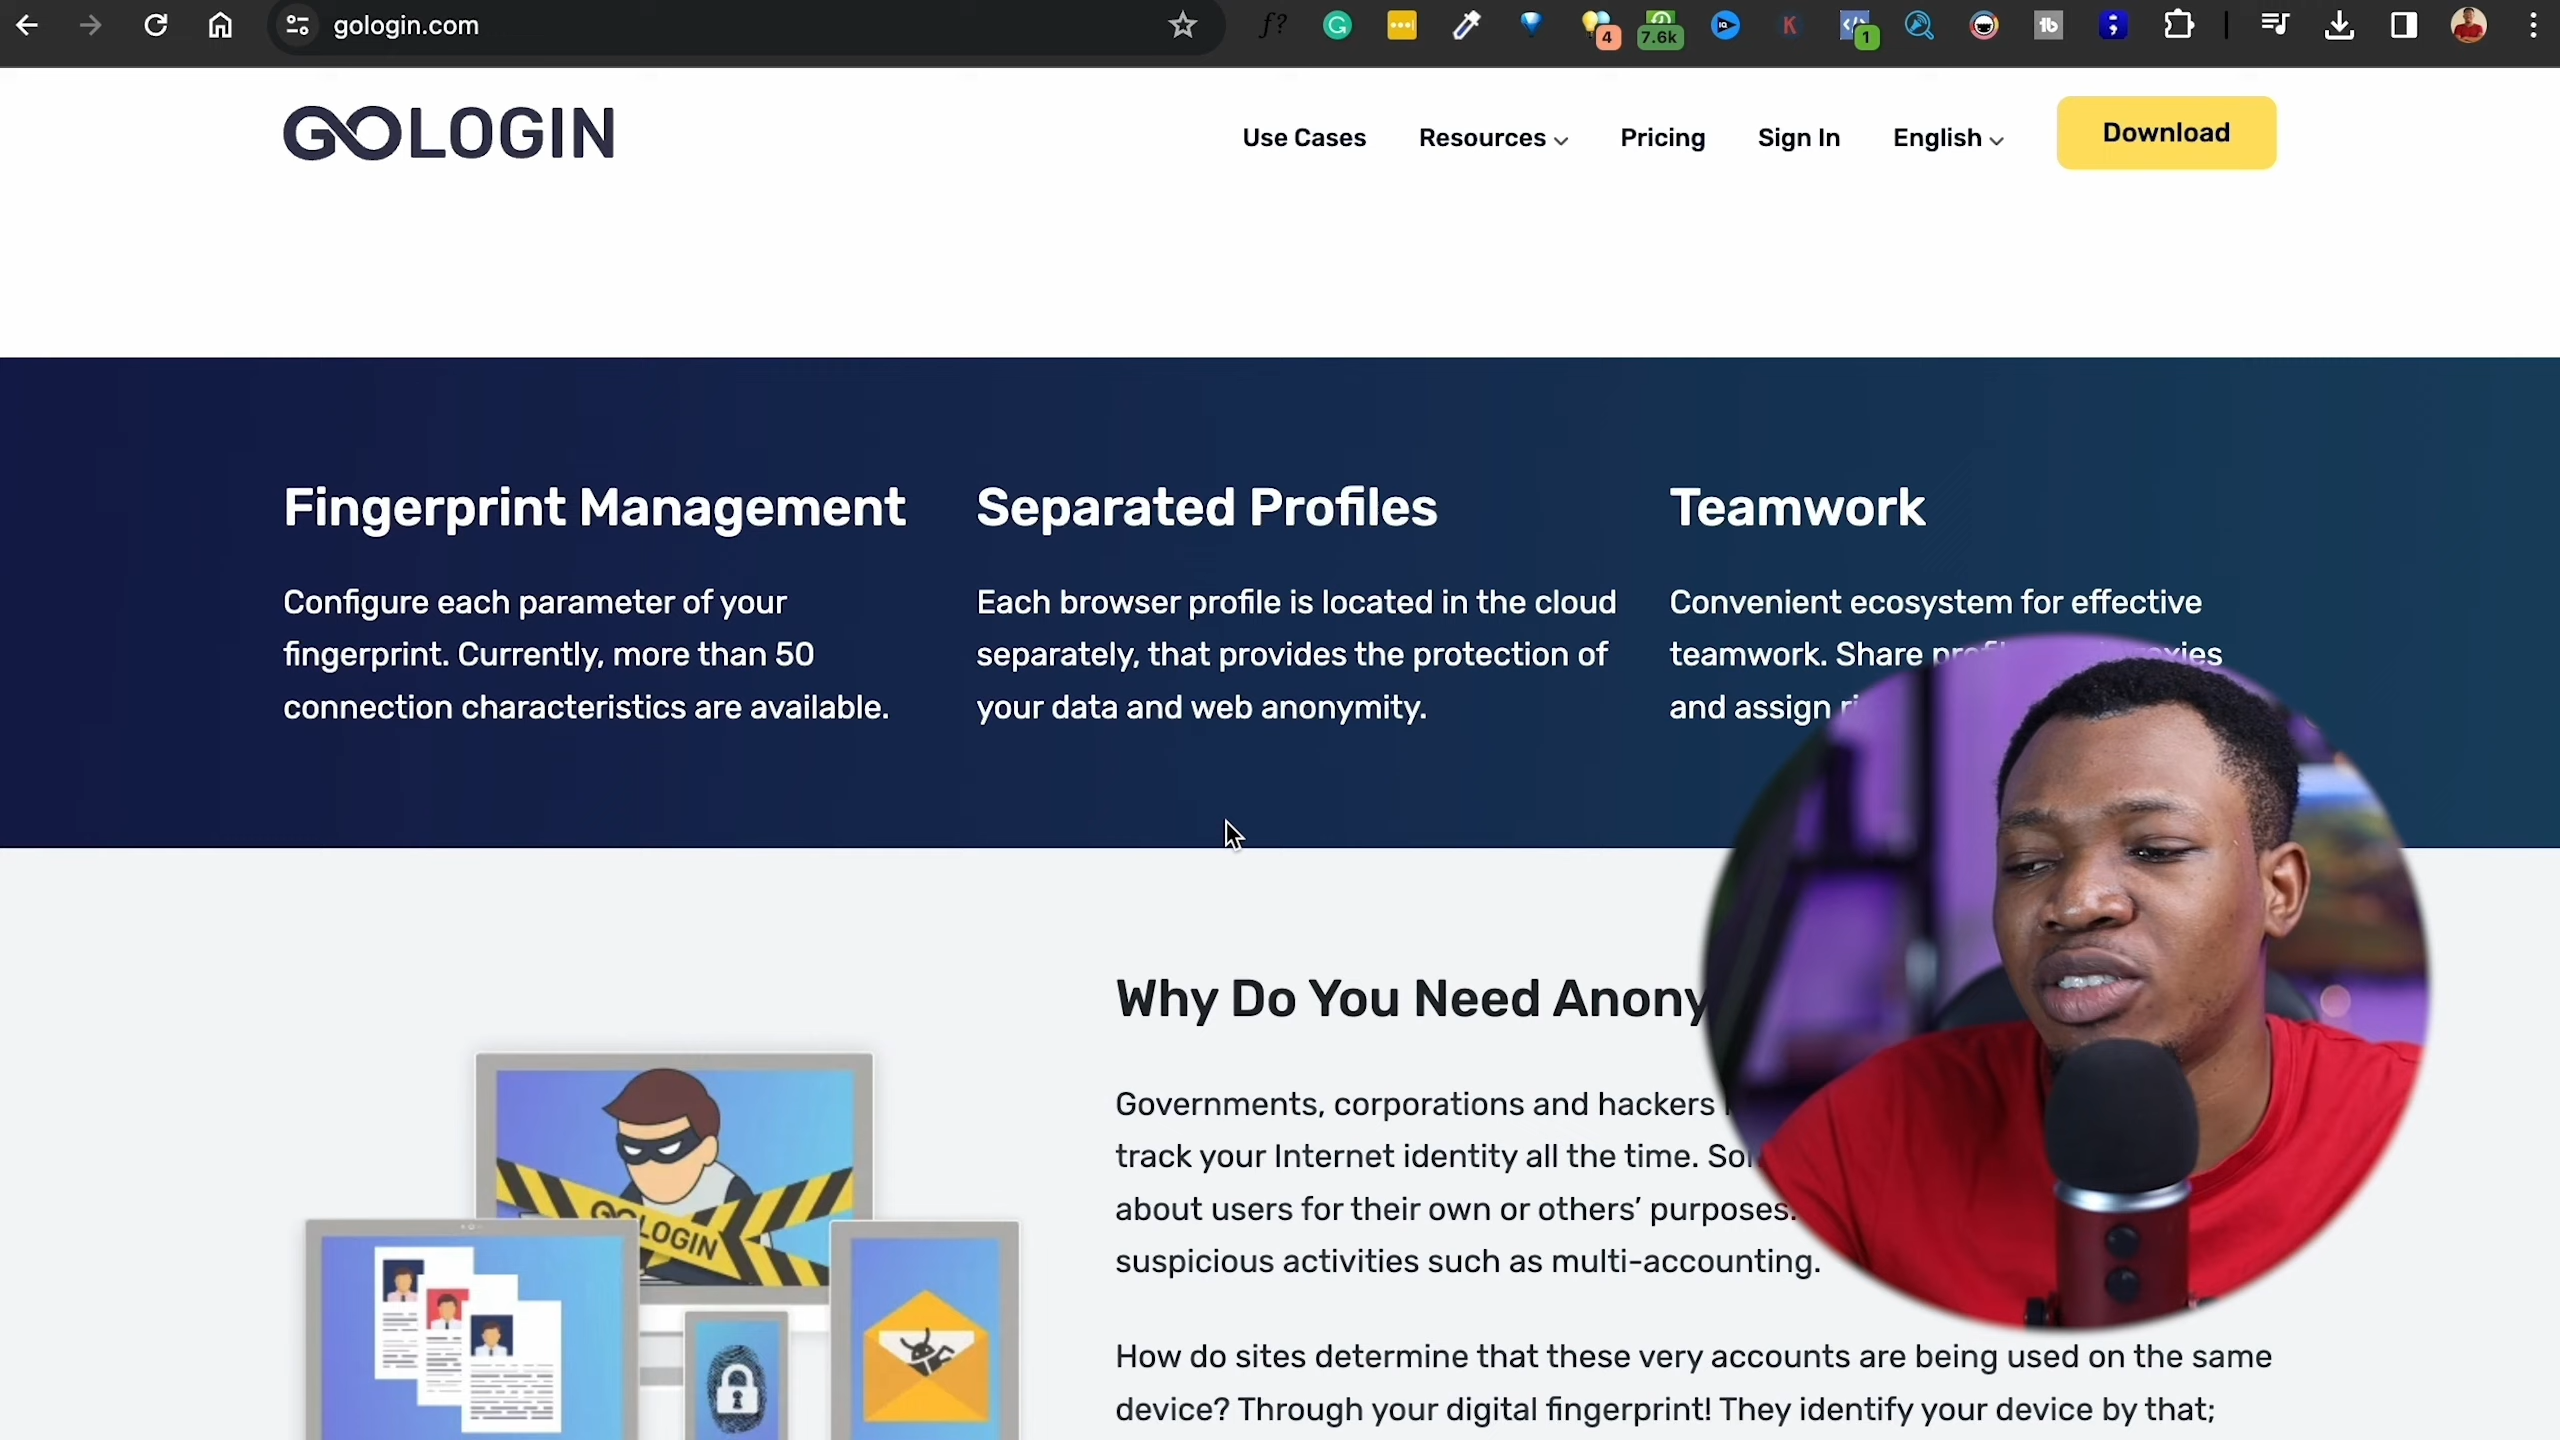 gologin.com
4
7.6k
1
GOLOGIN
Use Cases
Resources
Pricing
Sign In
English
Download
Fingerprint Management
Configure each parameter of your
fingerprint. Currently, more than 50
connection characteristics are available.
Separated Profiles
Each browser profile is located in the cloud
separately, that provides the protection of
your data and web anonymity.
Teamwork
Convenient ecosystem for effective
teamwork. Share
and assign
Why Do You Need
Governments, corporations and hackers
track your Internet identity all the time.
about users for their own or others’ purposes.
suspicious activities such as multi-accounting.
How do sites determine that these very accounts are being used on the same
device? Through your digital fingerprint! They identify your device by that;
GOLOGIN